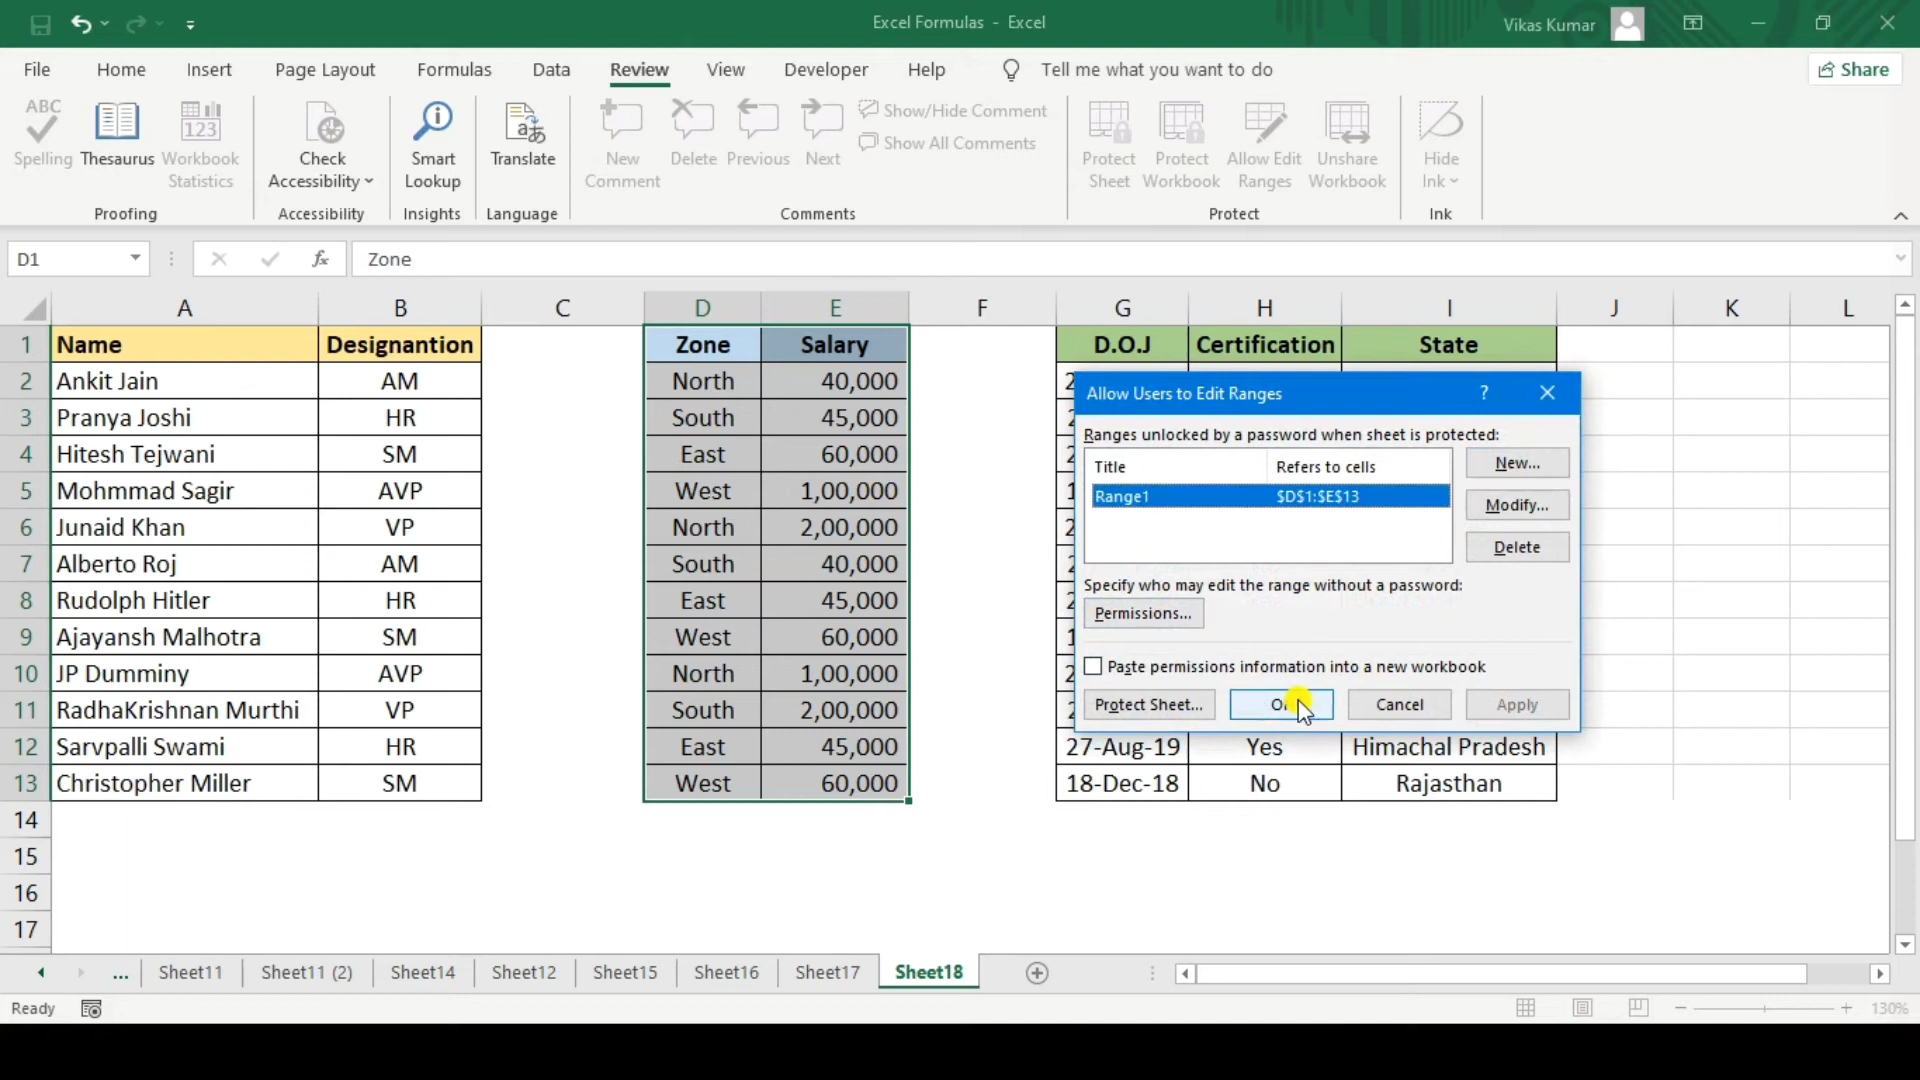 Excel Formulas - Excel
Vikas Kumar
File Home Insert Page Layout Formulas Data Review View Developer Help Tell me what you want to do Share
ABC
Spelling
Thesaurus
123
Workbook Statistics
Proofing
Check Accessibility
Accessibility
Smart Lookup
Insights
Translate
Language
New Comment
Delete
Previous
Next
Show/Hide Comment
Show All Comments
Comments
Protect Sheet
Protect Workbook
Allow Edit Ranges
Unshare Workbook
Protect
Hide Ink
Ink
D1 fx Zone
A B C D E F G H I J K L
1 Name Designantion Zone Salary D.O.J Certification State
2 Ankit Jain AM North 40,000
3 Pranya Joshi HR South 45,000
4 Hitesh Tejwani SM East 60,000
5 Mohmmad Sagir AVP West 1,00,000
6 Junaid Khan VP North 2,00,000
7 Alberto Roj AM South 40,000
8 Rudolph Hitler HR East 45,000
9 Ajayansh Malhotra SM West 60,000
10 JP Dumminy AVP North 1,00,000
11 RadhaKrishnan Murthi VP South 2,00,000
12 Sarvpalli Swami HR East 45,000 27-Aug-19 Yes Himachal Pradesh
13 Christopher Miller SM West 60,000 18-Dec-18 No Rajasthan
14
15
16
17
Allow Users to Edit Ranges ?
Ranges unlocked by a password when sheet is protected:
Title Refers to cells
Range1 $D$1:$E$13
New...
Modify...
Delete
Specify who may edit the range without a password:
Permissions...
Paste permissions information into a new workbook
Protect Sheet... Cancel Apply
... Sheet11 Sheet11 (2) Sheet14 Sheet12 Sheet15 Sheet16 Sheet17 Sheet18
Ready 130%